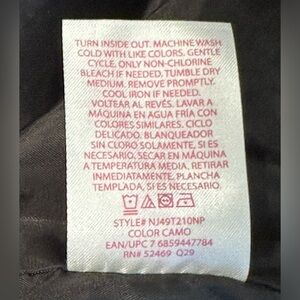 TURN INSIDE OUT. MACHINE WASH
COLD WITH LIKE COLORS. GENTLE
CYCLE. ONLY NON-CHLORINE
BLEACH IF NEEDED. TUMBLE DRY
MEDIUM. REMOVE PROMPTLY.
COOL IRON IF NEEDED.
VOLTEAR AL REVÉS. LAVAR A
MÁQUINA EN AGUA FRÍA CON
COLORES SIMILARES. CICLO
DELICADO. BLANQUEADOR
SIN CLORO SOLAMENTE, SI ES
NECESARIO. SECAR EN MÁQUINA
A TEMPERATURA MEDIA. RETIRAR
INMEDIATAMENTE. PLANCHA
TEMPLADA, SI ES NECESARIO.
STYLE# NJ49T210NP
COLOR CAMO
EAN/UPC 7 6859447784
RN# 52469 Q29